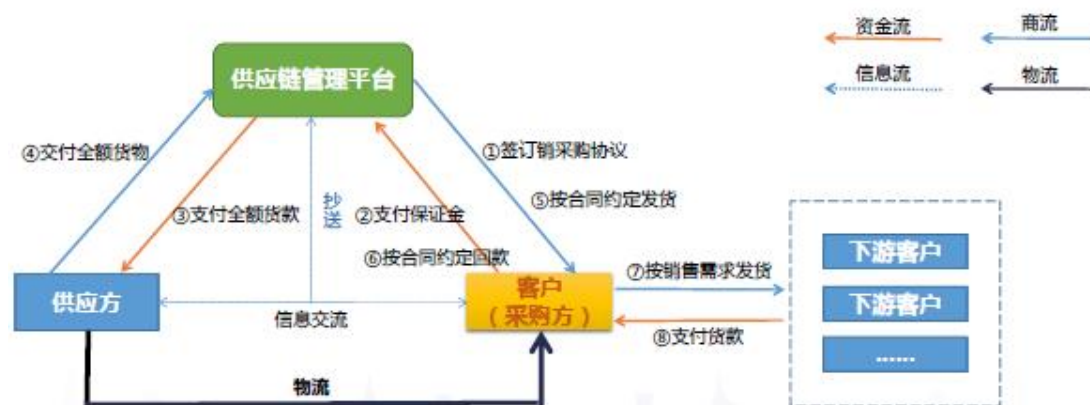 资金流
商流
信息流
物流
供应链管理平台
④交付全额货物
①签订销采购协议
③支付全额货款
抄送
②支付保证金
⑤按合同约定发货
⑥按合同约定回款
供应方
信息交流
客户
（采购方）
⑦按销售需求发货
⑧支付货款
下游客户
下游客户
......
物流